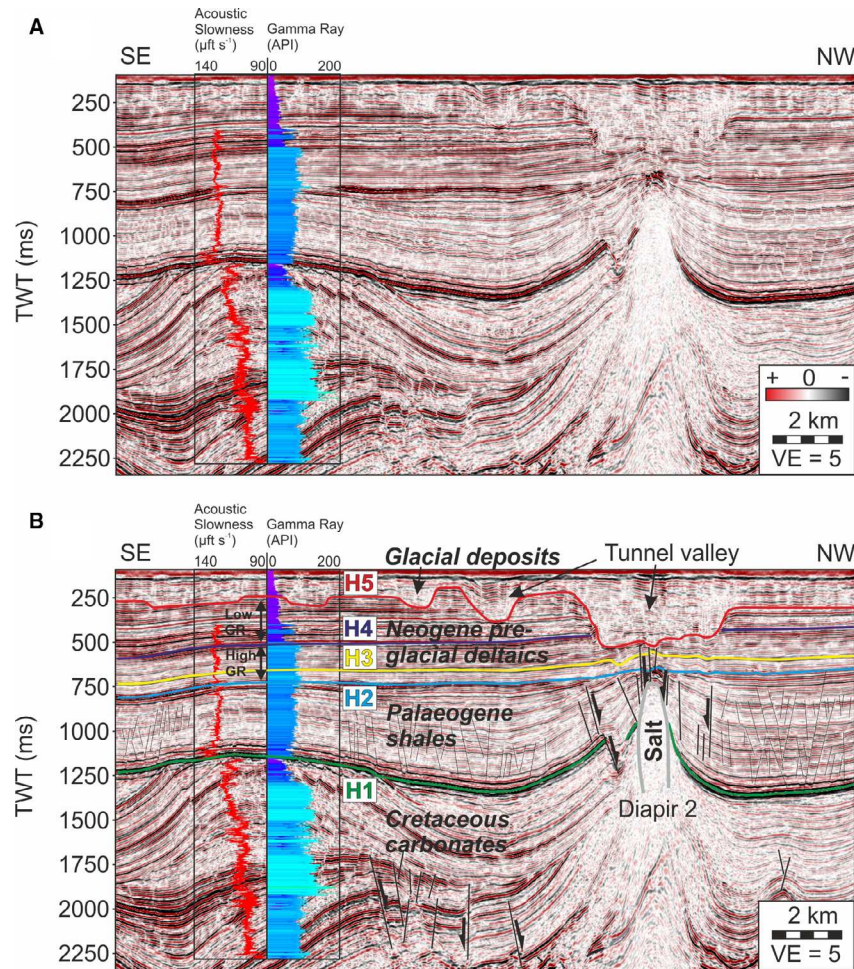 A
Acoustic
Slowness
(µft s⁻¹)
Gamma Ray
(API)
SE
140 90 0 200
NW
250
500
750
1000
1250
1500
1750
2000
2250
TWT (ms)
+ 0 -
2 km
VE = 5
B
Acoustic
Slowness
(µft s⁻¹)
Gamma Ray
(API)
SE
140 90 0 200
Glacial deposits
Tunnel valley
NW
H5
250
Low
GR
H4
Neogene pre-
500
High
GR
H3
glacial deltaics
750
H2
Palaeogene
shales
1000
Salt
1250
H1
Diapir 2
Cretaceous
carbonates
1500
1750
2000
2250
TWT (ms)
2 km
VE = 5